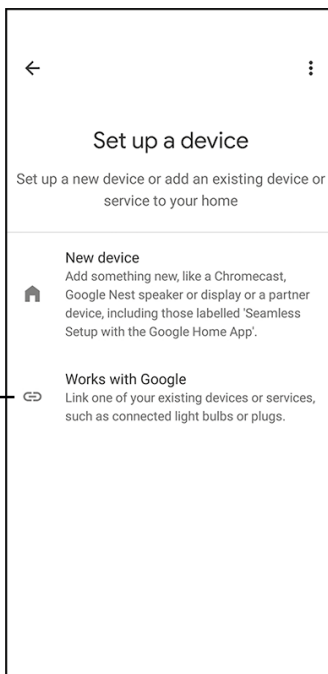 Set up a device
Set up a new device or add an existing device or
service to your home
New device
Add something new, like a Chromecast,
Google Nest speaker or display or a partner
device, including those labelled 'Seamless
Setup with the Google Home App'.
Works with Google
Link one of your existing devices or services,
such as connected light bulbs or plugs.